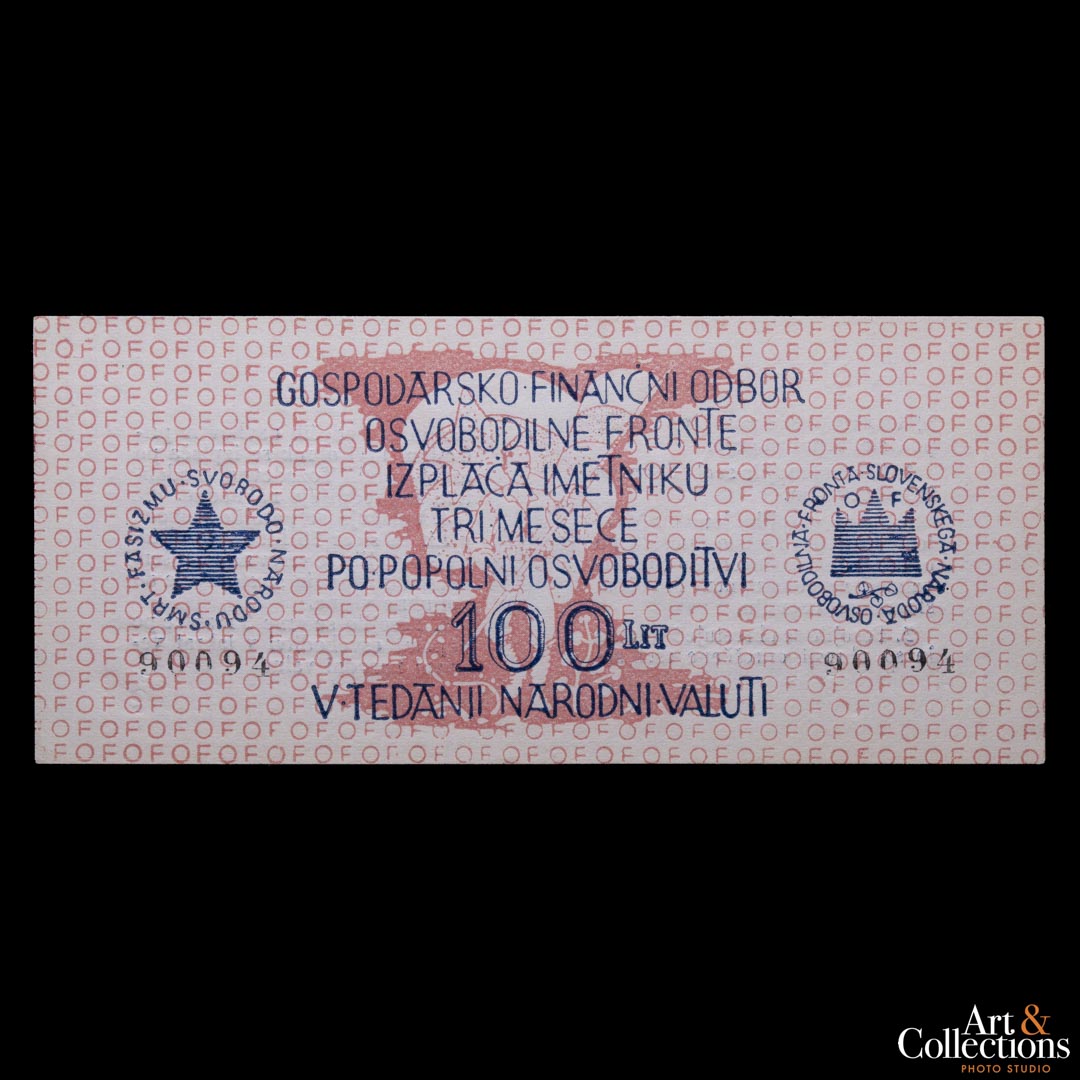 GOSPODARSKO·FINANČNI ODBOR
OSVOBODILNE FRONTE
IZPLAČA IMETNIKU
TRI·MESECE
PO·POPOLNI OSVOBODITVI
100 LIT
V·TEDANJI NARODNI·VALUTI
SMRT·FAŠIZMU·SVOBODO·NARODU·
90094
O F
OSVOBODILNA·FRONTA·SLOVENSKEGA·NARODA·
90094
Art &
Collections
PHOTO STUDIO